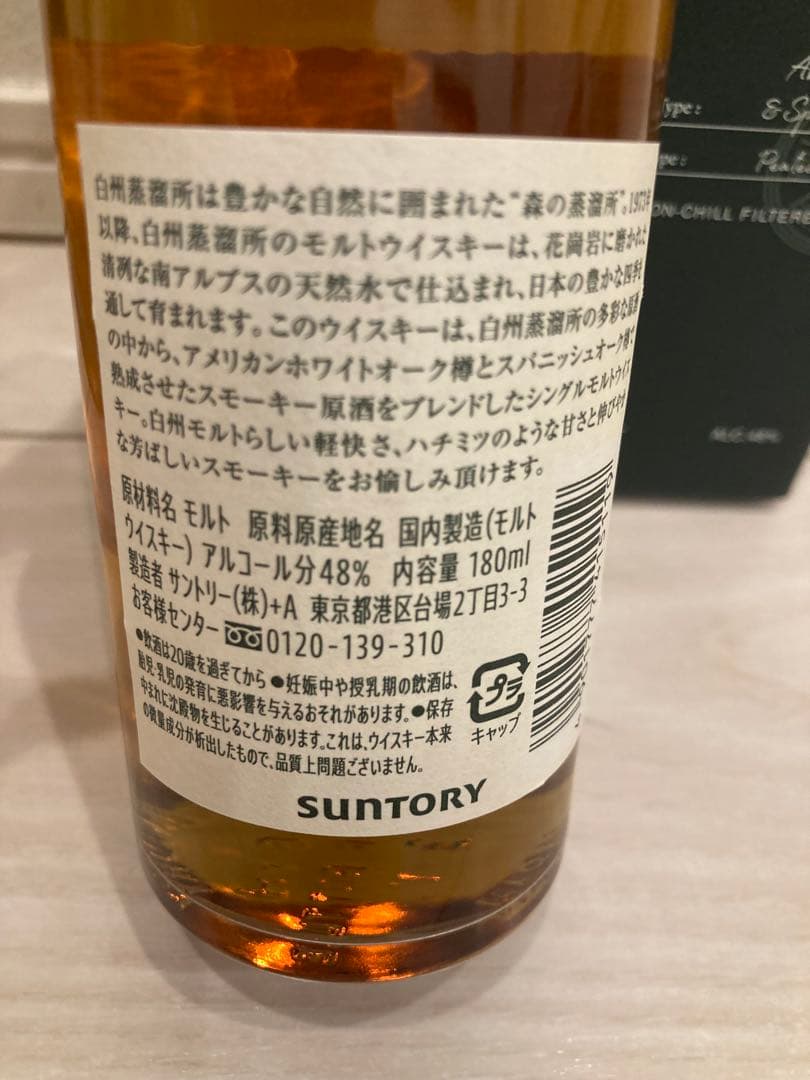 白州蒸溜所は豊かな自然に囲まれた“森の蒸溜所”。1973年
以降、白州蒸溜所のモルトウイスキーは、花崗岩に磨かれた
清冽な南アルプスの天然水で仕込まれ、日本の豊かな四季を
通して育まれます。このウイスキーは、白州蒸溜所の多彩な原酒
の中から、アメリカンホワイトオーク樽とスパニッシュオーク樽で
熟成させたスモーキー原酒をブレンドしたシングルモルトウイス
キー。白州モルトらしい軽快さ、ハチミツのような甘さと伸びやか
な芳ばしいスモーキーをお愉しみ頂けます。
原材料名 モルト 原料原産地名 国内製造(モルト
ウイスキー) アルコール分48% 内容量 180ml
製造者 サントリー(株)+A 東京都港区台場2丁目3-3
お客様センター 0120-139-310
●飲酒は20歳を過ぎてから ●妊娠中や授乳期の飲酒は、
胎児・乳児の発育に悪影響を与えるおそれがあります。●保存
中まれに沈殿物を生じることがあります。これは、ウイスキー本来
の微量成分が析出したもので、品質上問題ございません。
プラ
キャップ
SUNTORY
ype:
& Sp
pe:
ON-CHILL FILTERE
ALC.48%